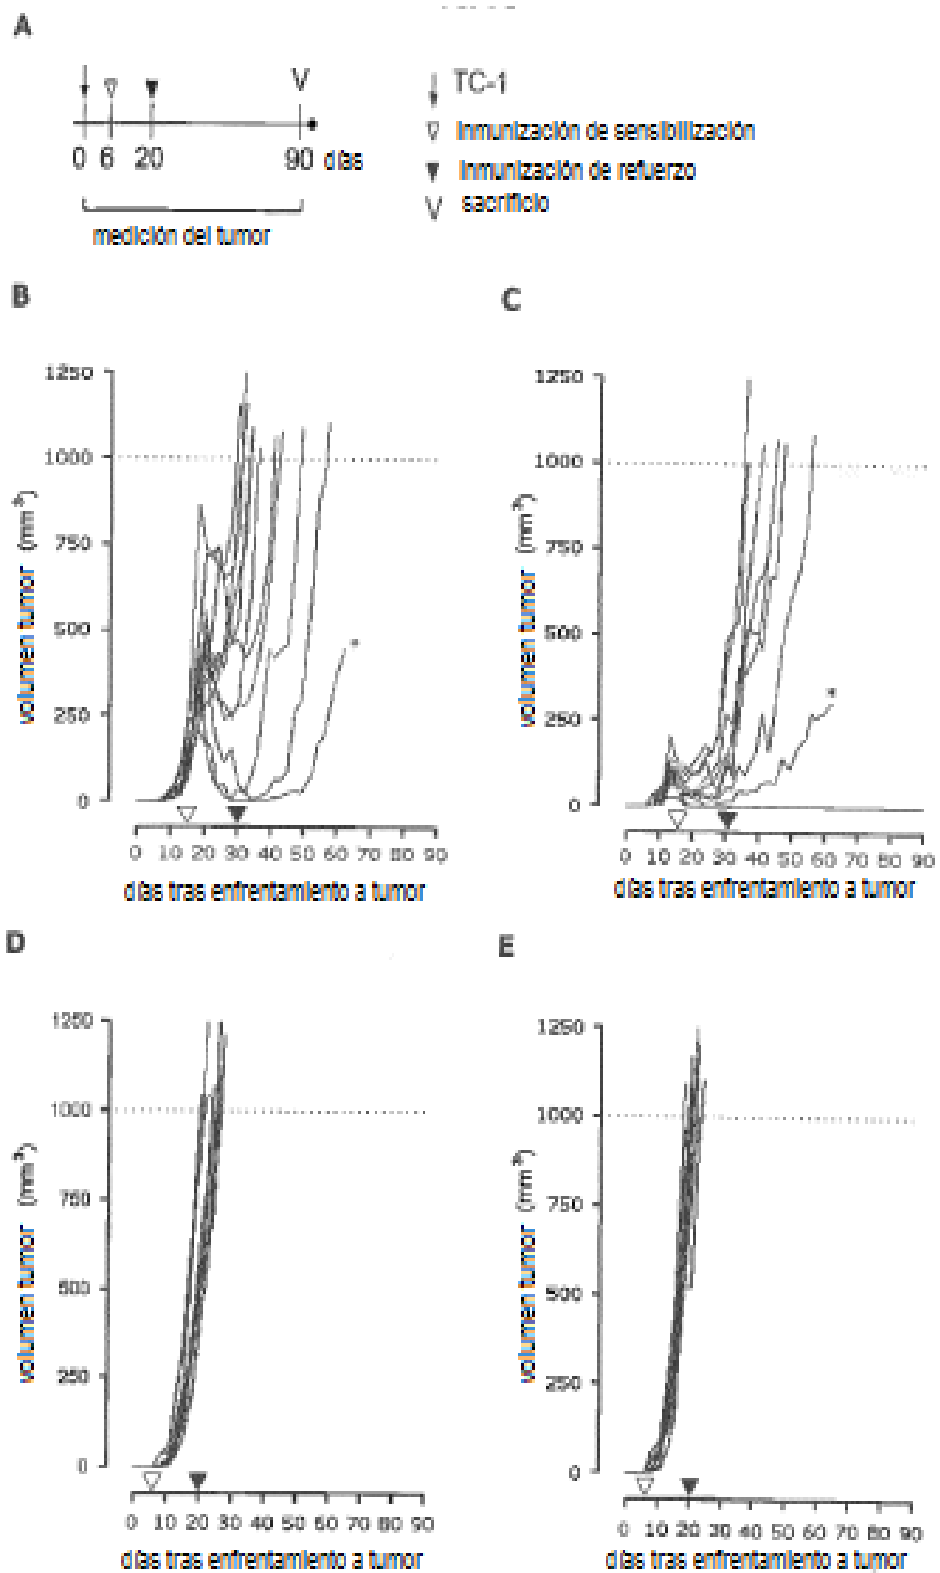 A
0 6 20 90 días
medición del tumor
TC-1
inmunización de sensibilización
inmunización de refuerzo
sacrificio
B
1250
1000
750
500
250
0
volumen tumor (mm³)
0 10 20 30 40 50 60 70 80 90
días tras enfrentamiento a tumor
*
C
1250
1000
750
500
250
0
volumen tumor (mm³)
0 10 20 30 40 50 60 70 80 90
días tras enfrentamiento a tumor
*
D
1250
1000
750
500
250
0
volumen tumor (mm³)
0 10 20 30 40 50 60 70 80 90
días tras enfrentamiento a tumor
E
1250
1000
750
500
250
0
volumen tumor (mm³)
0 10 20 30 40 50 60 70 80 90
días tras enfrentamiento a tumor